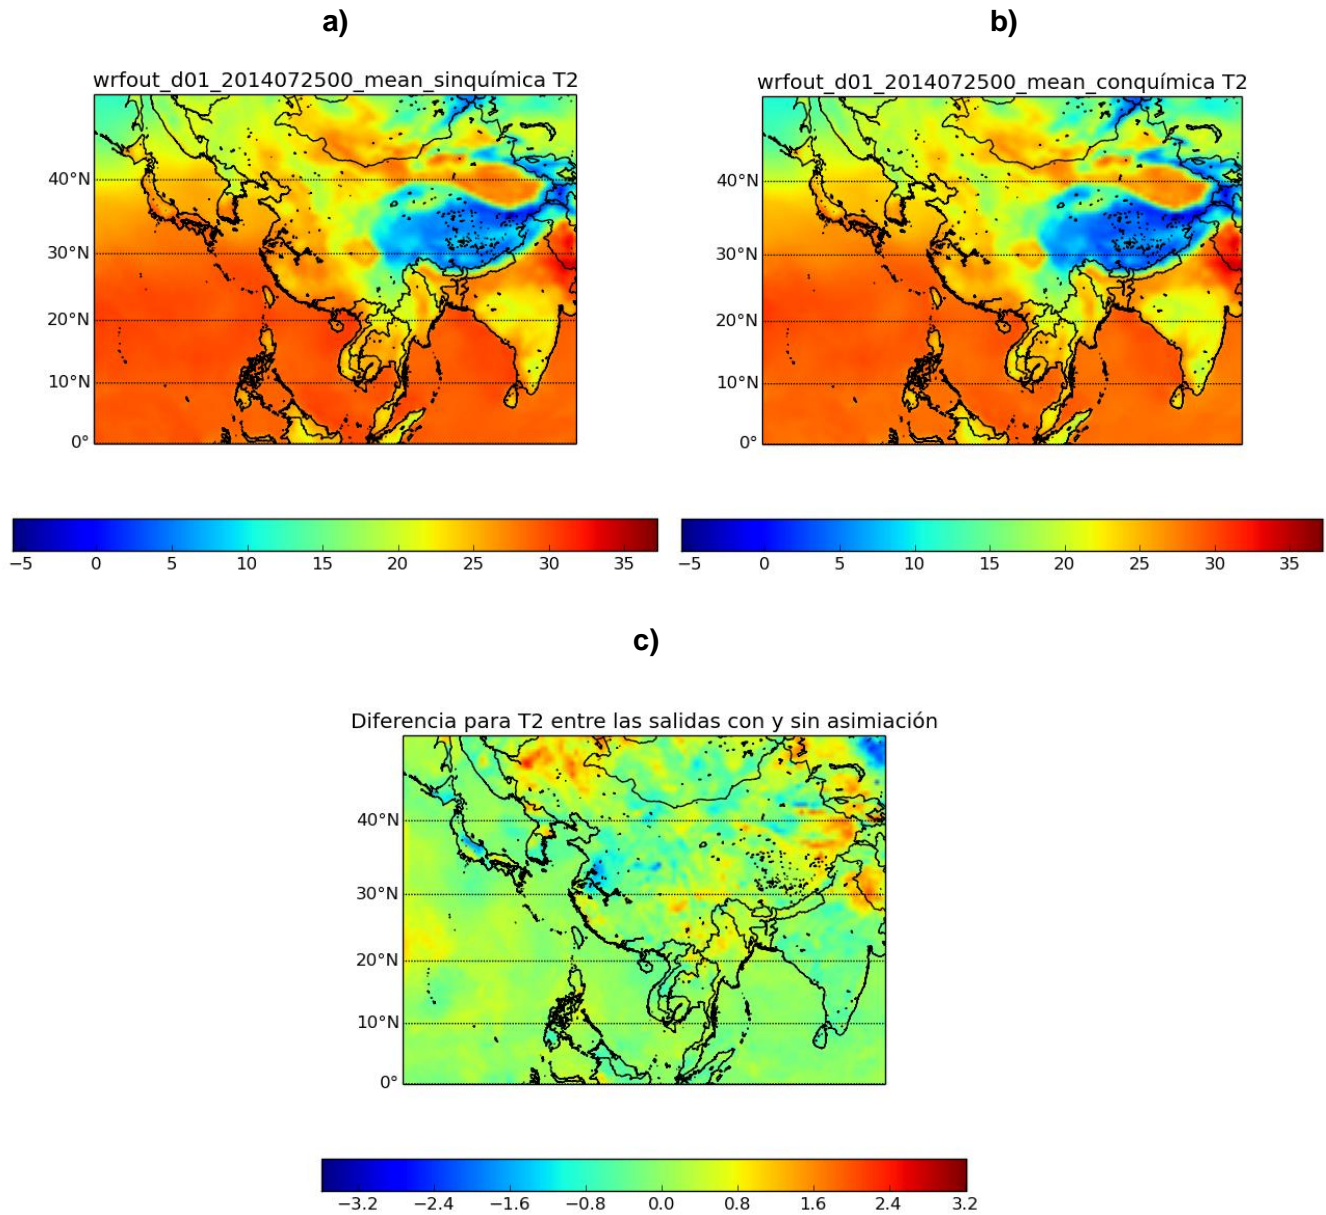 a)
b)
wrfout_d01_2014072500_mean_sinquímica T2
wrfout_d01_2014072500_mean_conquímica T2
40°N
30°N
20°N
10°N
0°
40°N
30°N
20°N
10°N
0°
−5 0 5 10 15 20 25 30 35
−5 0 5 10 15 20 25 30 35
c)
Diferencia para T2 entre las salidas con y sin asimiación
40°N
30°N
20°N
10°N
0°
−3.2 −2.4 −1.6 −0.8 0.0 0.8 1.6 2.4 3.2